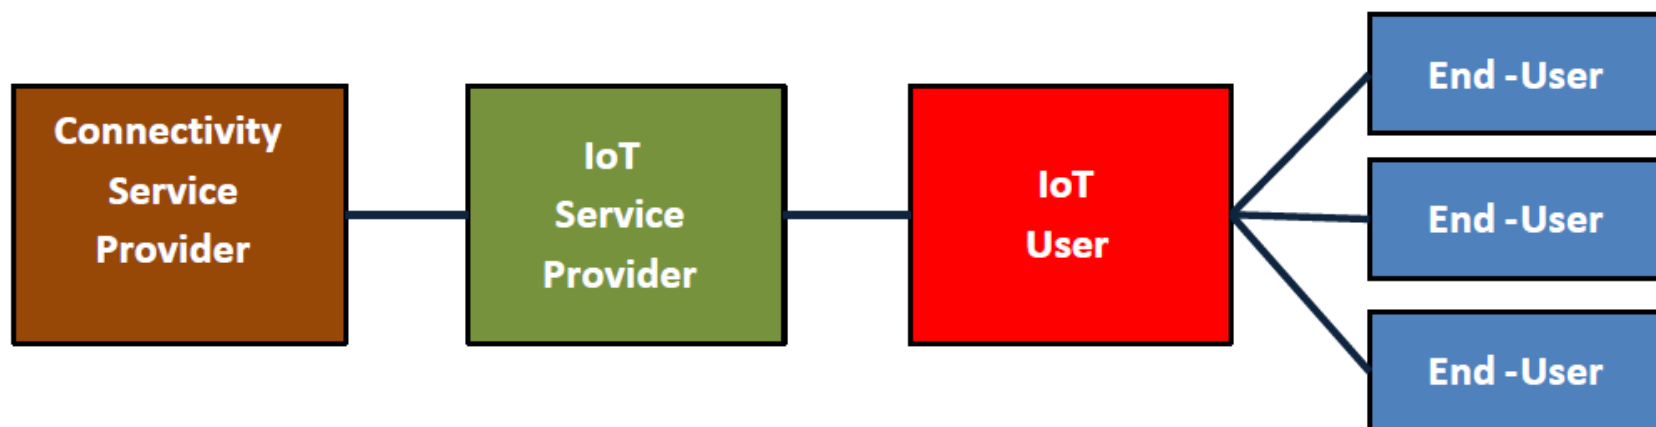 Connectivity
Service
Provider
IoT
Service
Provider
IoT
User
End -User
End -User
End -User